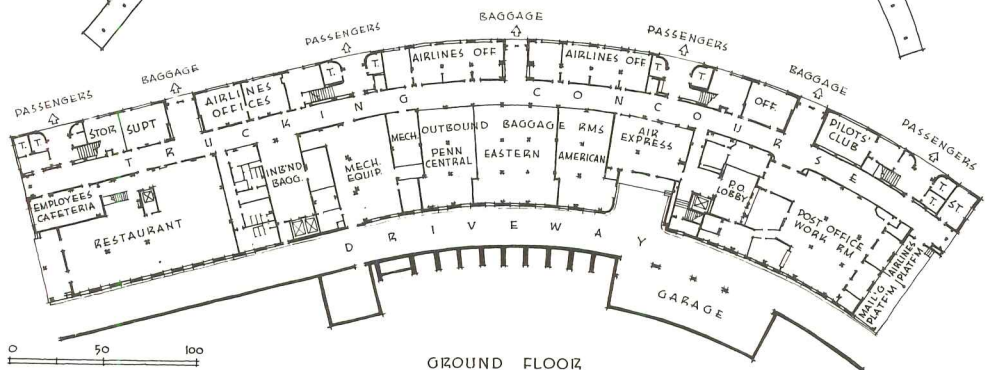 BAGGAGE
PASSENGERS
PASSENGERS
BAGGAGE
BAGGAGE
PASSENGERS
PASSENGERS
T.
T.
STOR
SUPT
AIRLINES
OFFICES
T.
T.
AIRLINES OFF
AIRLINES OFF
T.
T.
OFF.
PILOTS'
CLUB
T.
T.
ST.
TRUCKING CONCOURSE
EMPLOYEES
CAFETERIA
RESTAURANT
INB'ND
BAGG.
MECH.
EQUIP.
MECH.
OUTBOUND BAGGAGE RMS
PENN
CENTRAL
EASTERN
AMERICAN
AIR
EXPRESS
P.O.
LOBBY
POST OFFICE
WORK RM
AIRLINES
PLATFM
MAIL'G
PLATF'M
DRIVEWAY
GARAGE
0 50 100
GROUND FLOOR